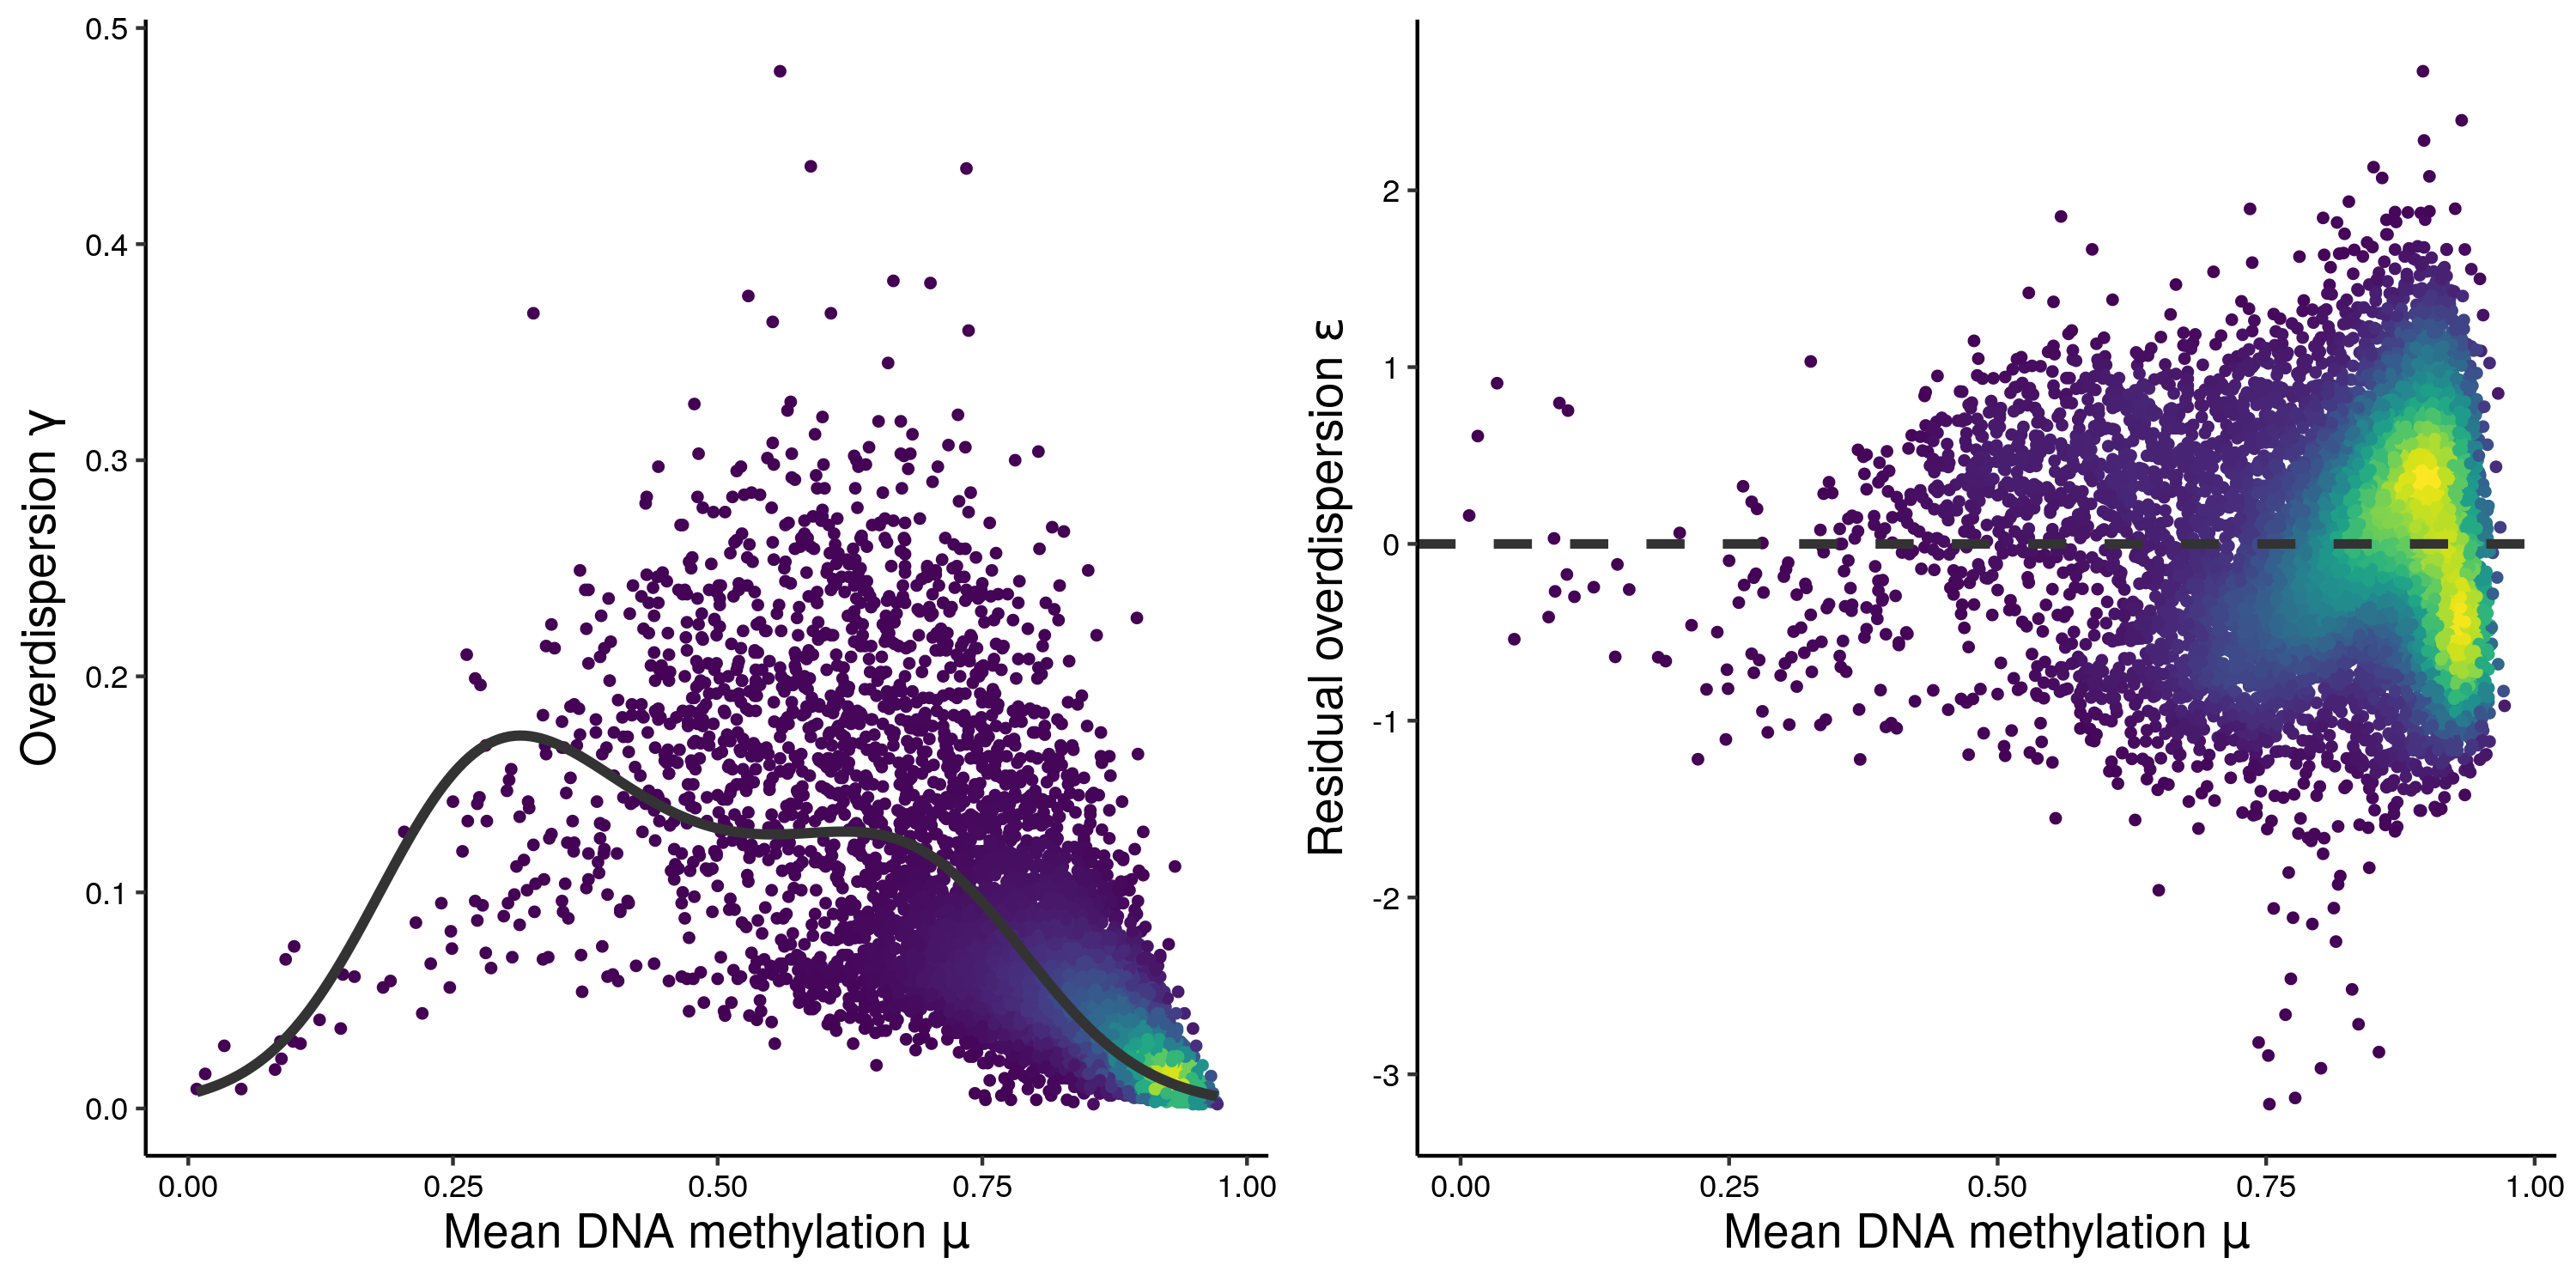 Overdispersion γ
0.5
0.4
0.3
0.2
0.1
0.0
0.00 0.25 0.50 0.75 1.00
Mean DNA methylation μ
Residual overdispersion ε
2
1
0
-1
-2
-3
0.00 0.25 0.50 0.75 1.00
Mean DNA methylation μ